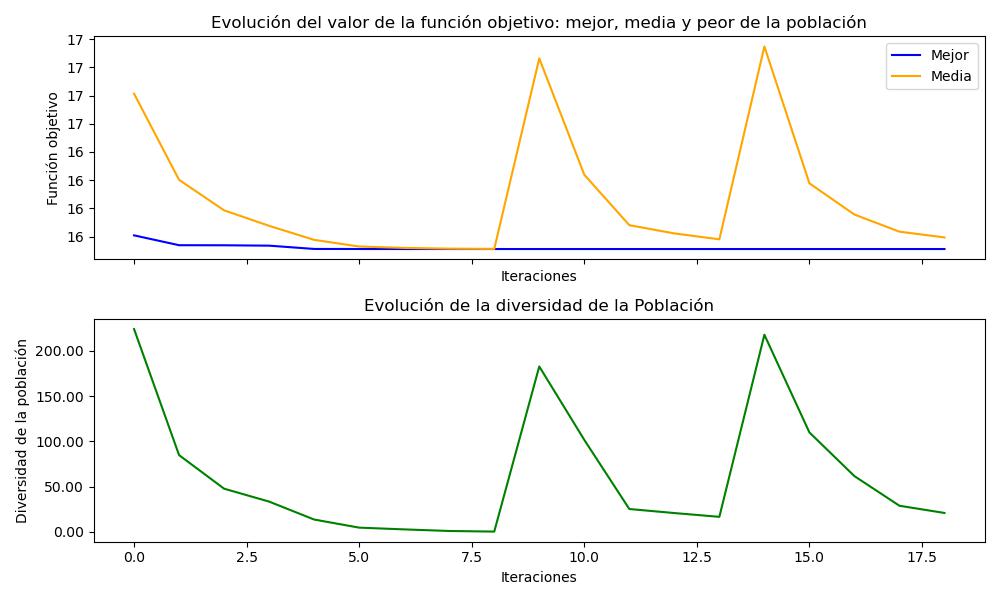 Evolución del valor de la función objetivo: mejor, media y peor de la población
17
17
17
17
16
16
16
16
Función objetivo
Mejor
Media
Iteraciones
Evolución de la diversidad de la Población
200.00
150.00
100.00
50.00
0.00
Diversidad de la población
0.0 2.5 5.0 7.5 10.0 12.5 15.0 17.5
Iteraciones